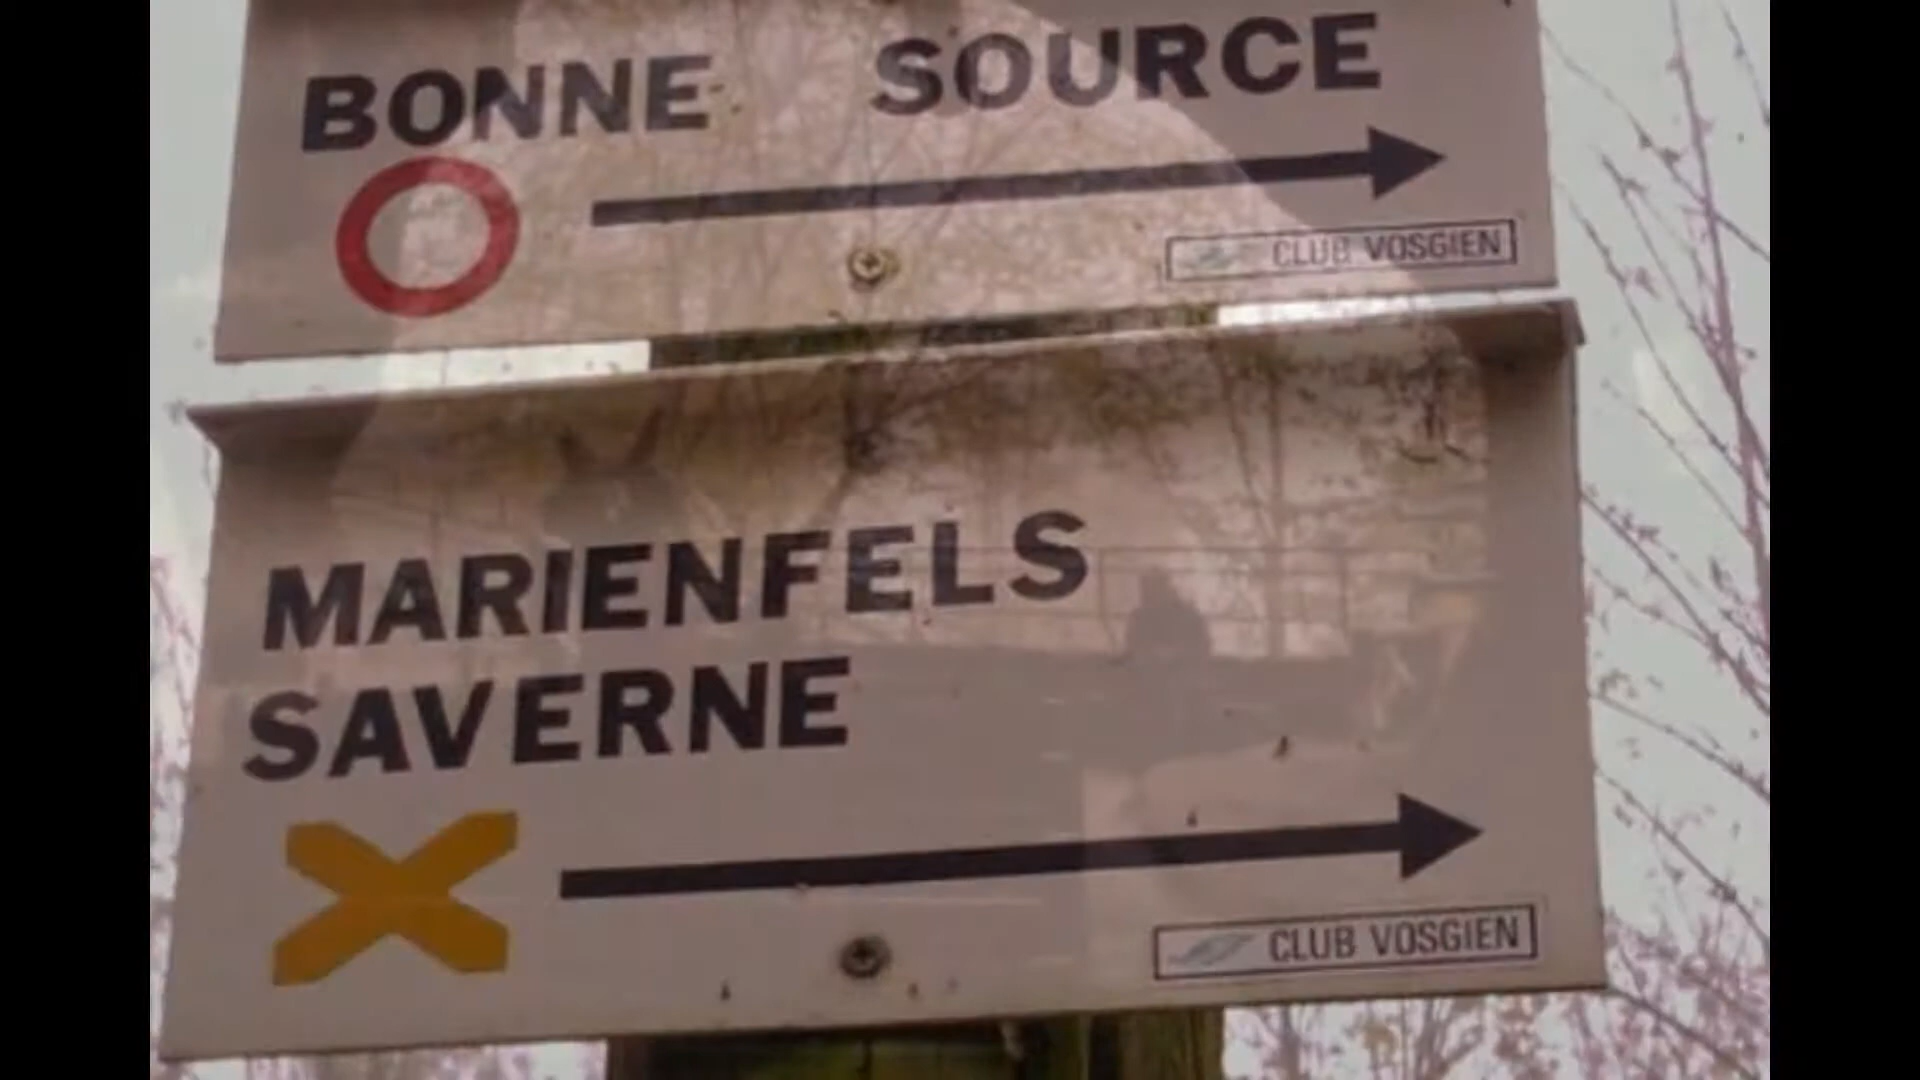 BONNE SOURCE
CLUB VOSGIEN
MARIENFELS
SAVERNE
CLUB VOSGIEN